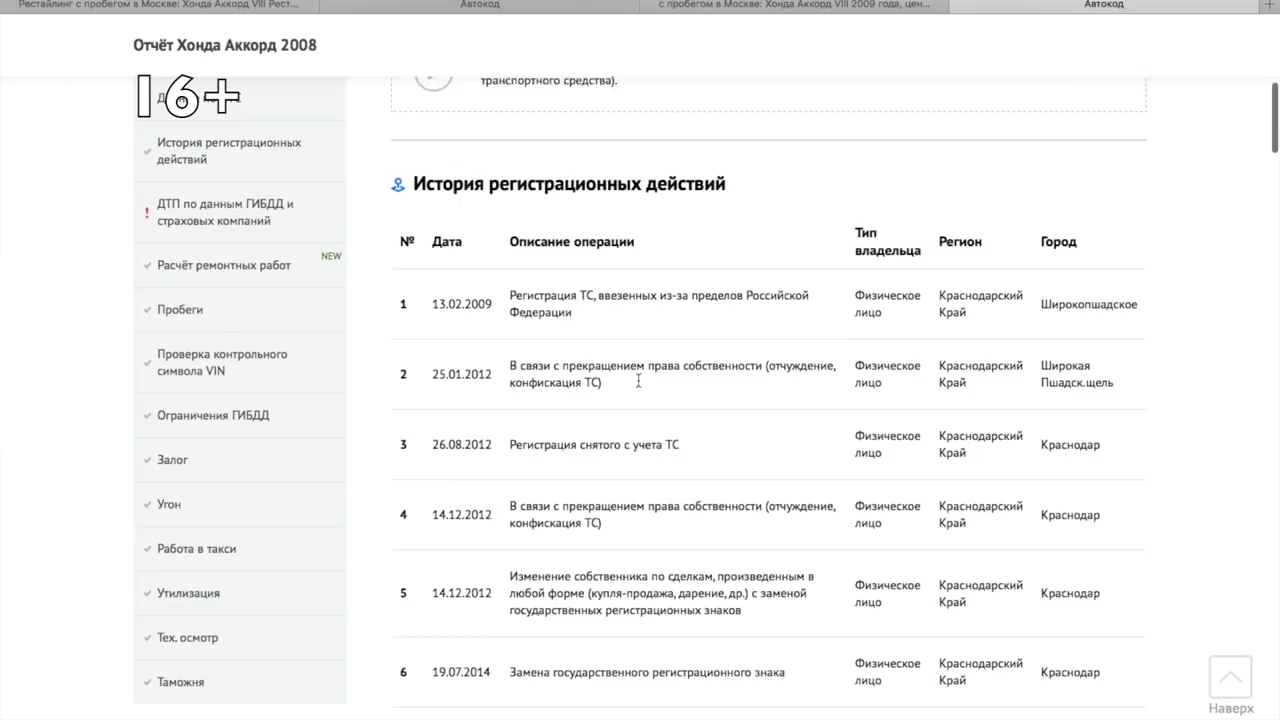 Рестайлинг с пробегом в Москве: Хонда Аккорд VIII Рест...
Автокод
с пробегом в Москве: Хонда Аккорд VIII 2009 года, цен...
Автокод
Отчёт Хонда Аккорд 2008
16+
транспортного средства).
История регистрационных
действий
ДТП по данным ГИБДД и
страховых компаний
Расчёт ремонтных работ
NEW
Пробеги
Проверка контрольного
символа VIN
Ограничения ГИБДД
Залог
Угон
Работа в такси
Утилизация
Тех. осмотр
Таможня
История регистрационных действий
№ Дата Описание операции Тип владельца Регион Город
1 13.02.2009 Регистрация ТС, ввезенных из-за пределов Российской Федерации Физическое лицо Краснодарский Край Широкопшадское
2 25.01.2012 В связи с прекращением права собственности (отчуждение, конфискация ТС) Физическое лицо Краснодарский Край Широкая Пшадск.щель
3 26.08.2012 Регистрация снятого с учета ТС Физическое лицо Краснодарский Край Краснодар
4 14.12.2012 В связи с прекращением права собственности (отчуждение, конфискация ТС) Физическое лицо Краснодарский Край Краснодар
5 14.12.2012 Изменение собственника по сделкам, произведенным в любой форме (купля-продажа, дарение, др.) с заменой государственных регистрационных знаков Физическое лицо Краснодарский Край Краснодар
6 19.07.2014 Замена государственного регистрационного знака Физическое лицо Краснодарский Край Краснодар
Наверх